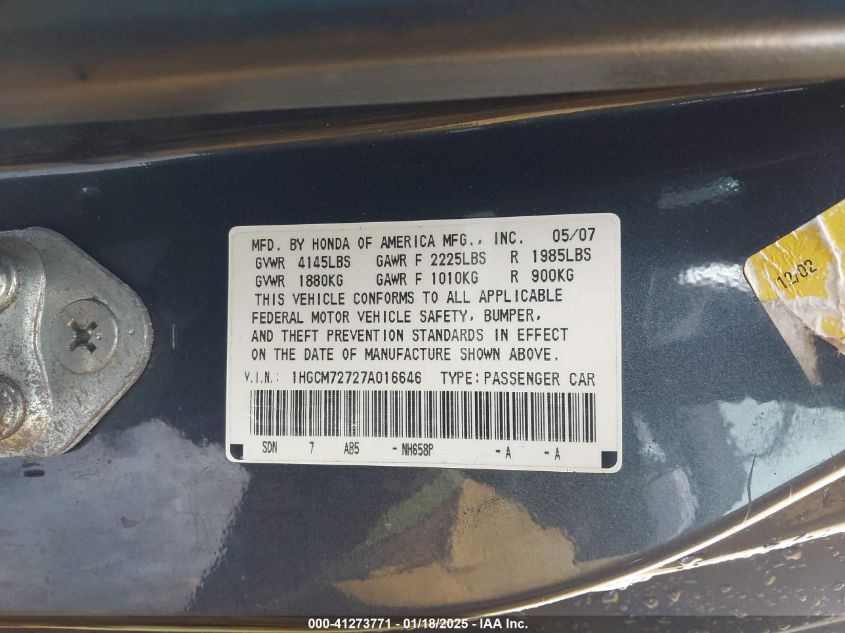 MFD. BY HONDA OF AMERICA MFG., INC. 05/07
GVWR 4145LBS GAWR F 2225LBS R 1985LBS
GVWR 1880KG GAWR F 1010KG R 900KG
THIS VEHICLE CONFORMS TO ALL APPLICABLE
FEDERAL MOTOR VEHICLE SAFETY, BUMPER,
AND THEFT PREVENTION STANDARDS IN EFFECT
ON THE DATE OF MANUFACTURE SHOWN ABOVE.
V.I.N.: 1HGCM72727A016646 TYPE: PASSENGER CAR
SDN 7 AB5 - NH658P - A - A
12/02
000-41273771 - 01/18/2025 - IAA Inc.